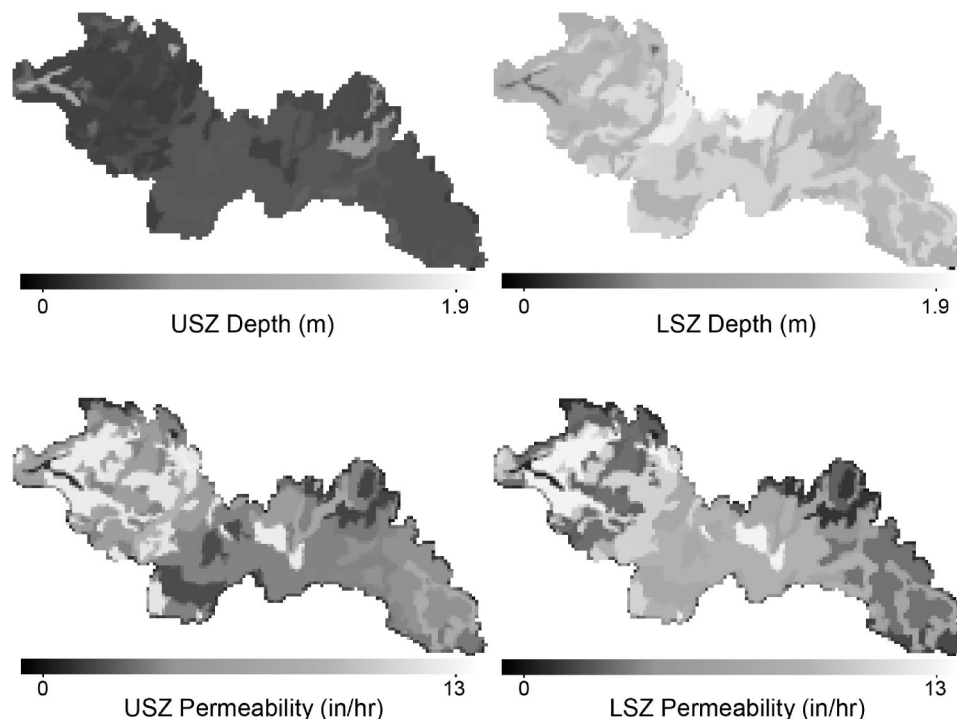 0 1.9
USZ Depth (m)
0 1.9
LSZ Depth (m)
0 13
USZ Permeability (in/hr)
0 13
LSZ Permeability (in/hr)